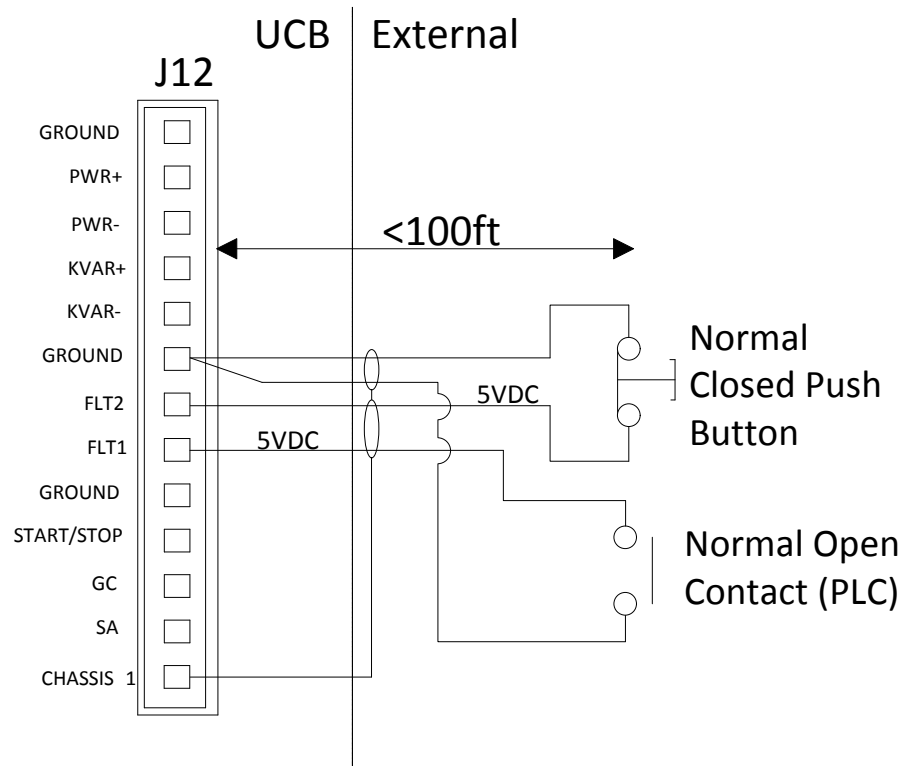 UCB External
J12
GROUND
PWR+
PWR-
<100ft
KVAR+
KVAR-
GROUND
Normal
Closed Push
Button
FLT2
5VDC
FLT1
5VDC
GROUND
START/STOP
Normal Open
Contact (PLC)
GC
SA
CHASSIS 1